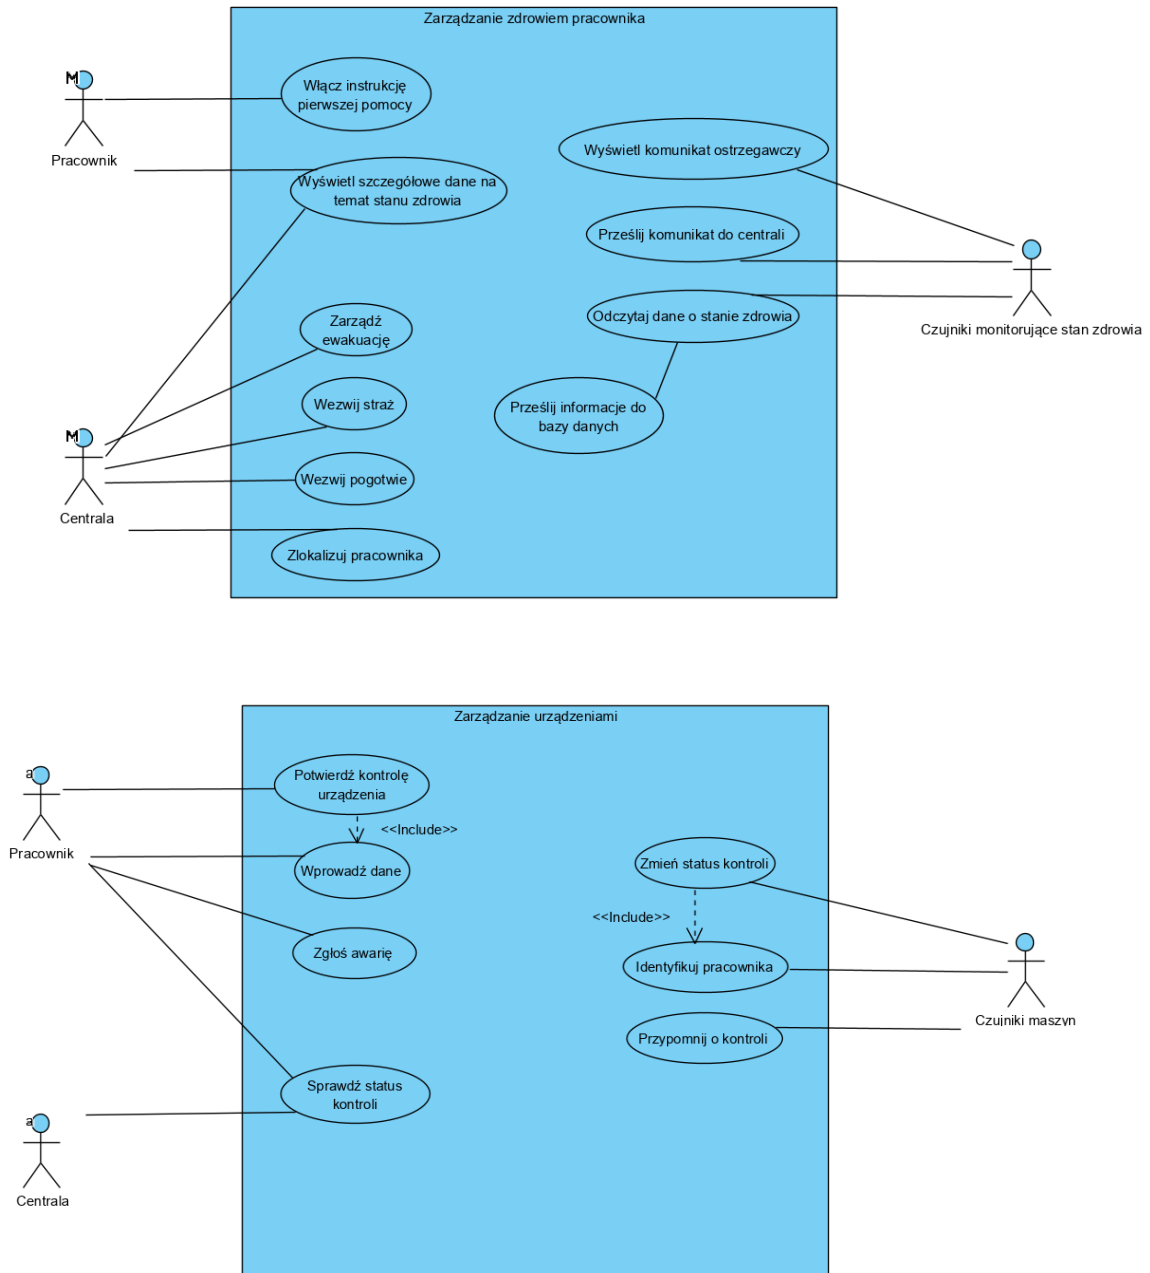 Zarządzanie zdrowiem pracownika
M
Pracownik
Włącz instrukcję
pierwszej pomocy
Wyświetl szczegółowe dane na
temat stanu zdrowia
Wyświetl komunikat ostrzegawczy
Prześlij komunikat do centrali
Odczytaj dane o stanie zdrowia
Czujniki monitorujące stan zdrowia
Zarządź
ewakuację
Wezwij straż
Prześlij informacje do
bazy danych
M
Centrala
Wezwij pogotwie
Zlokalizuj pracownika
Zarządzanie urządzeniami
a
Pracownik
Potwierdź kontrolę
urządzenia
<<Include>>
Wprowadź dane
Zgłoś awarię
Zmień status kontroli
<<Include>>
Identyfikuj pracownika
Przypomnij o kontroli
Czujniki maszyn
Sprawdź status
kontroli
a
Centrala